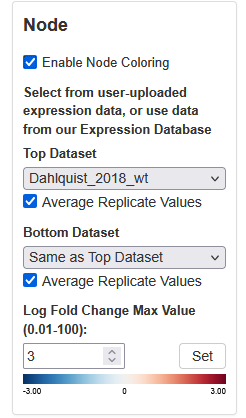 Node
Enable Node Coloring
Select from user-uploaded
expression data, or use data
from our Expression Database
Top Dataset
Dahlquist_2018_wt
Average Replicate Values
Bottom Dataset
Same as Top Dataset
Average Replicate Values
Log Fold Change Max Value
(0.01-100):
3 Set
-3.00 0 3.00